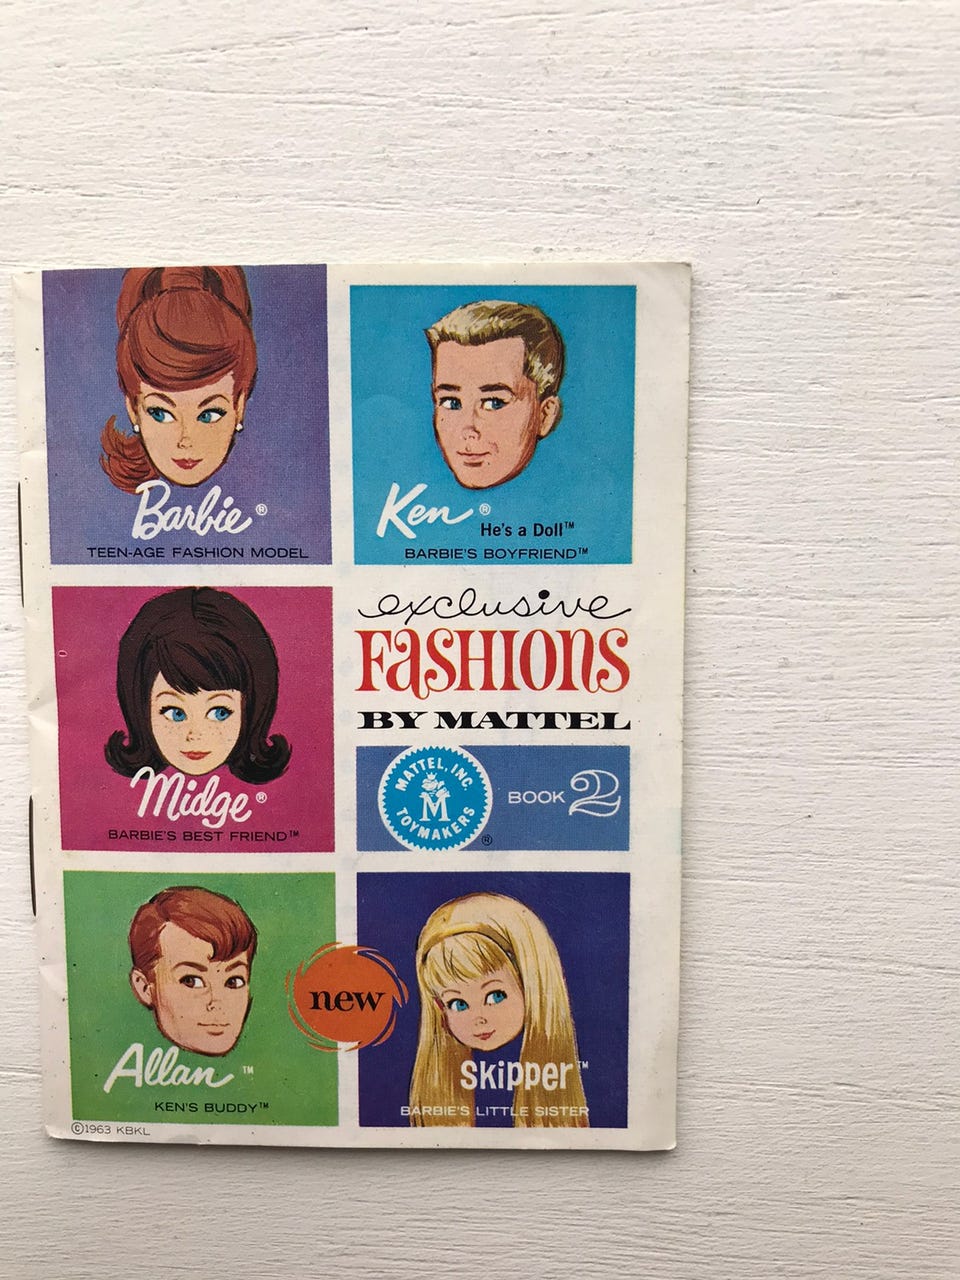 Barbie®
TEEN-AGE FASHION MODEL
Ken®
He's a Doll™
BARBIE'S BOYFRIEND™
exclusive
FASHIONS
BY MATTEL
Midge®
BARBIE'S BEST FRIEND™
MATTEL, INC.
M
TOYMAKERS
®
BOOK 2
Allan™
KEN'S BUDDY™
new
Skipper™
BARBIE'S LITTLE SISTER
©1963 KBKL